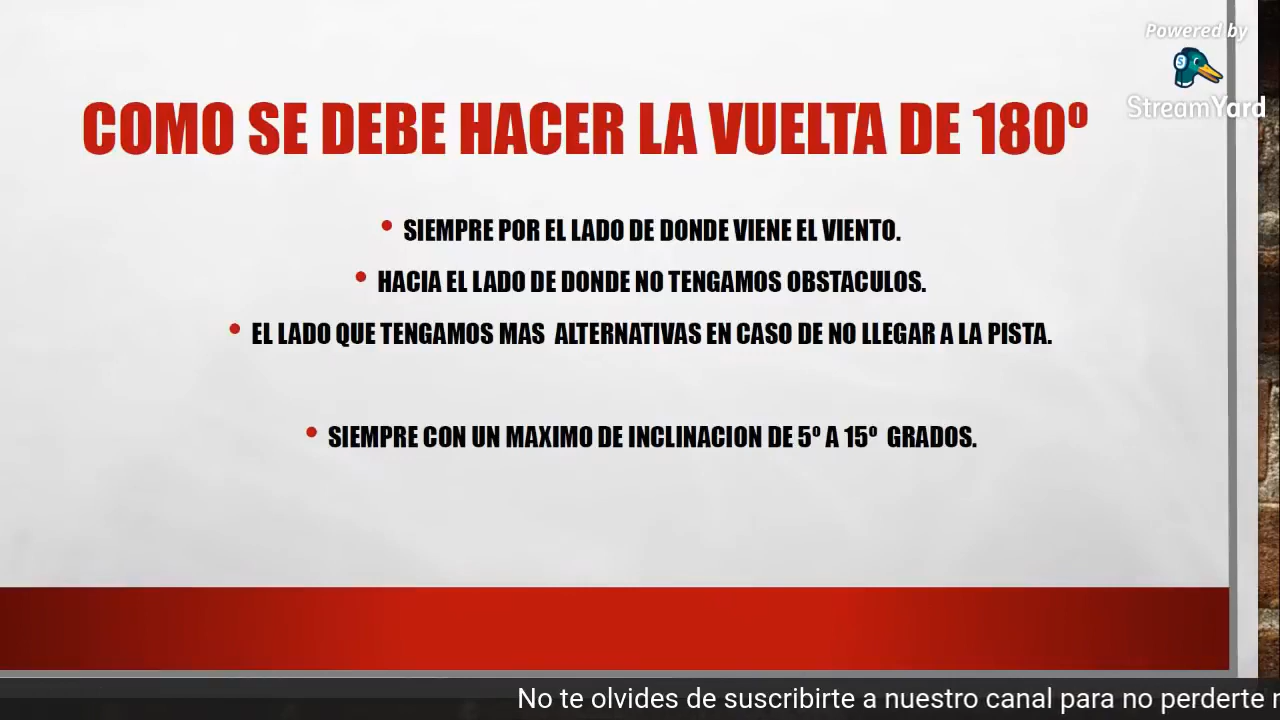 Powered by
StreamYard
COMO SE DEBE HACER LA VUELTA DE 180º
• SIEMPRE POR EL LADO DE DONDE VIENE EL VIENTO.
• HACIA EL LADO DE DONDE NO TENGAMOS OBSTACULOS.
• EL LADO QUE TENGAMOS MAS ALTERNATIVAS EN CASO DE NO LLEGAR A LA PISTA.
• SIEMPRE CON UN MAXIMO DE INCLINACION DE 5º A 15º GRADOS.
No te olvides de suscribirte a nuestro canal para no perderte